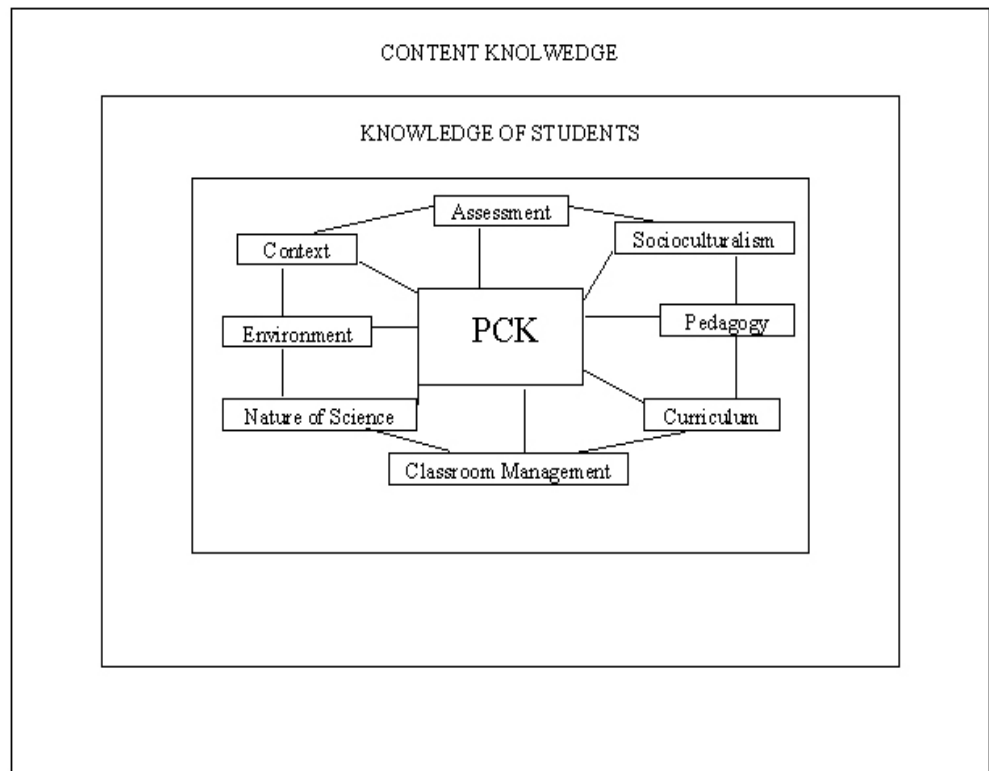 CONTENT KNOLWEDGE
KNOWLEDGE OF STUDENTS
Assessment
Socioculturalism
Context
Environment
PCK
Pedagogy
Nature of Science
Curriculum
Classroom Management